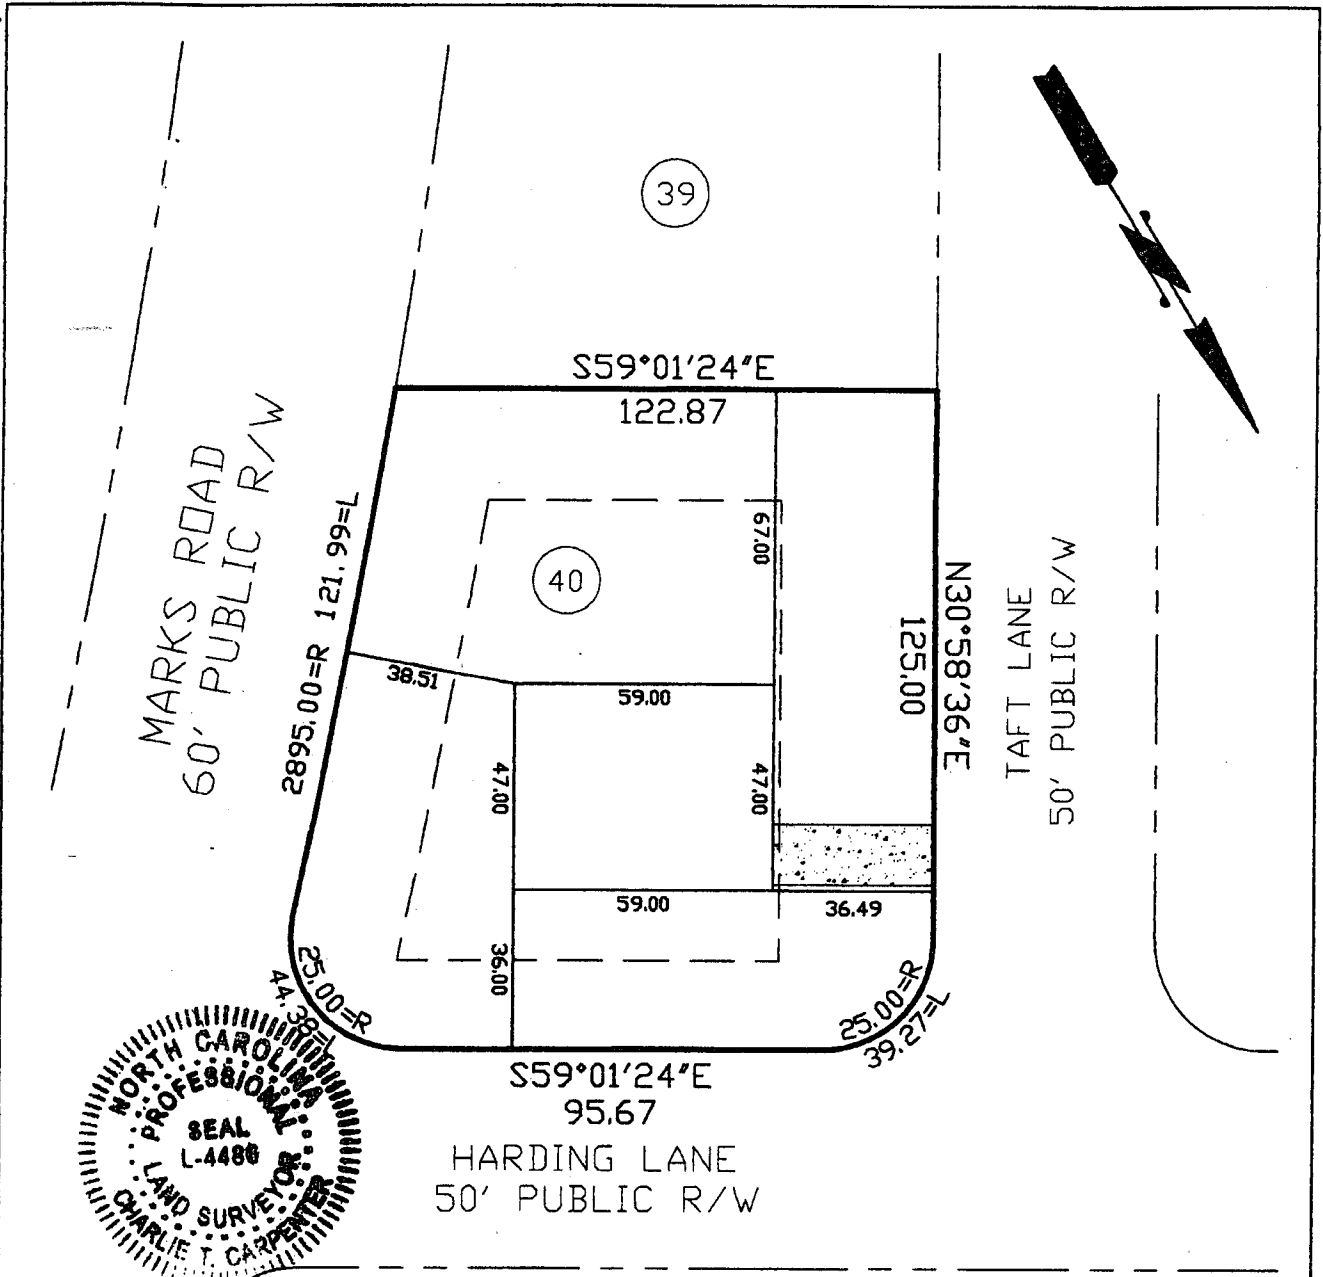 39
S59°01'24"E
122.87
MARKS ROAD
60' PUBLIC R/W
2895.00=R 121.99=L
40
67.00
N30°58'36"E
125.00
TAFT LANE
50' PUBLIC R/W
38.51
59.00
47.00
47.00
59.00
36.49
36.00
25.00=R
44.38=L
25.00=R
39.27=L
S59°01'24"E
95.67
HARDING LANE
50' PUBLIC R/W
NORTH CAROLINA
PROFESSIONAL
SEAL
L-4486
LAND SURVEYOR
CHARLIE T. CARPENTER